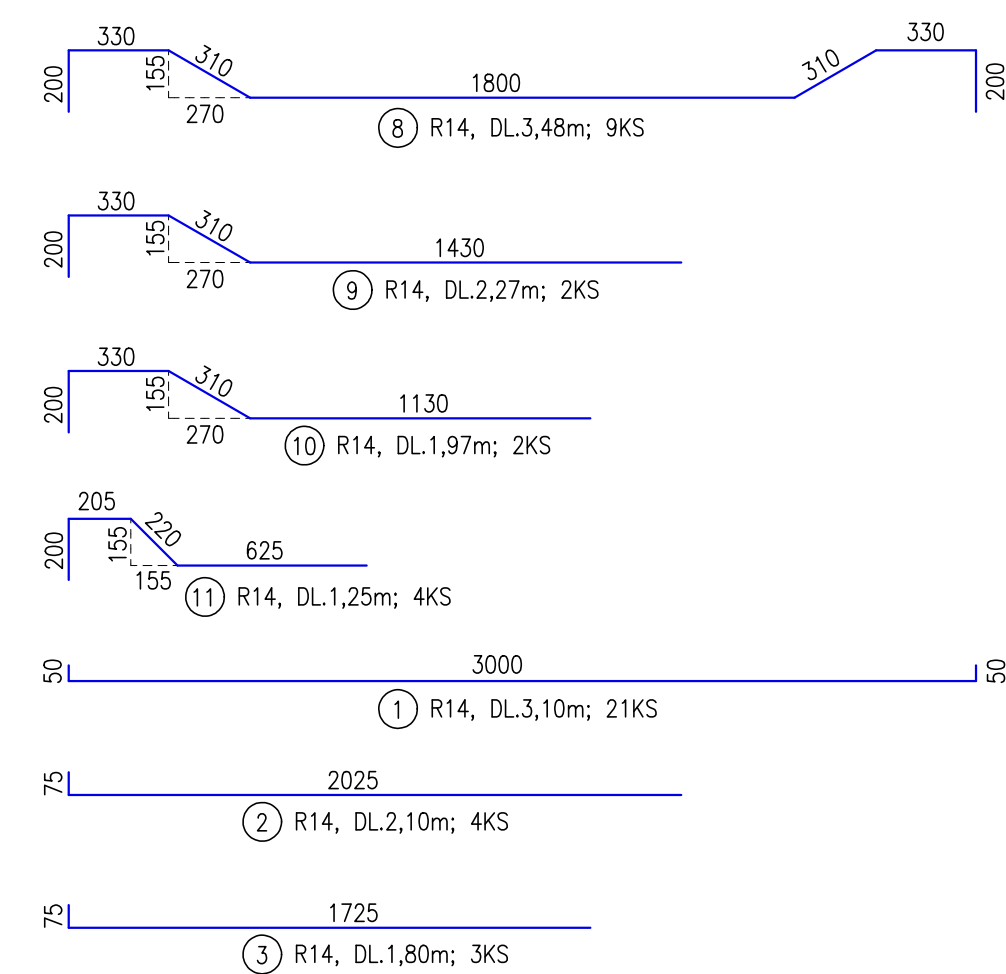 330 310 1800 310 330
200 155 270 200
8 R14, DL.3,48m; 9KS
330 310 1430
200 155 270
9 R14, DL.2,27m; 2KS
330 310 1130
200 155 270
10 R14, DL.1,97m; 2KS
205 220 625
200 155 155
11 R14, DL.1,25m; 4KS
50 3000 50
1 R14, DL.3,10m; 21KS
75 2025
2 R14, DL.2,10m; 4KS
75 1725
3 R14, DL.1,80m; 3KS